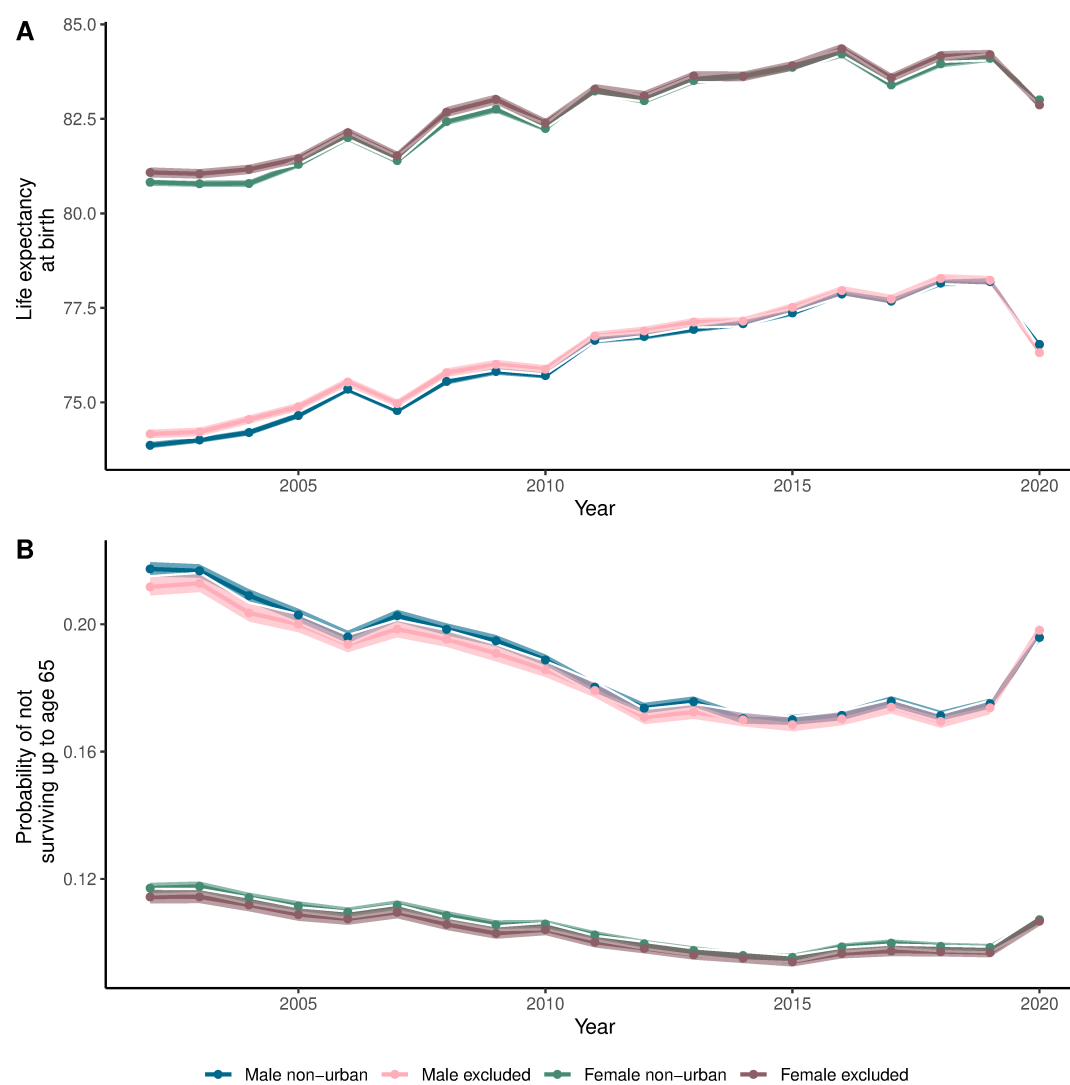 A
85.0
82.5
80.0
77.5
75.0
Life expectancy
at birth
2005 2010 2015 2020
Year
B
0.20
0.16
0.12
Probability of not
surviving up to age 65
2005 2010 2015 2020
Year
Male non−urban Male excluded Female non−urban Female excluded